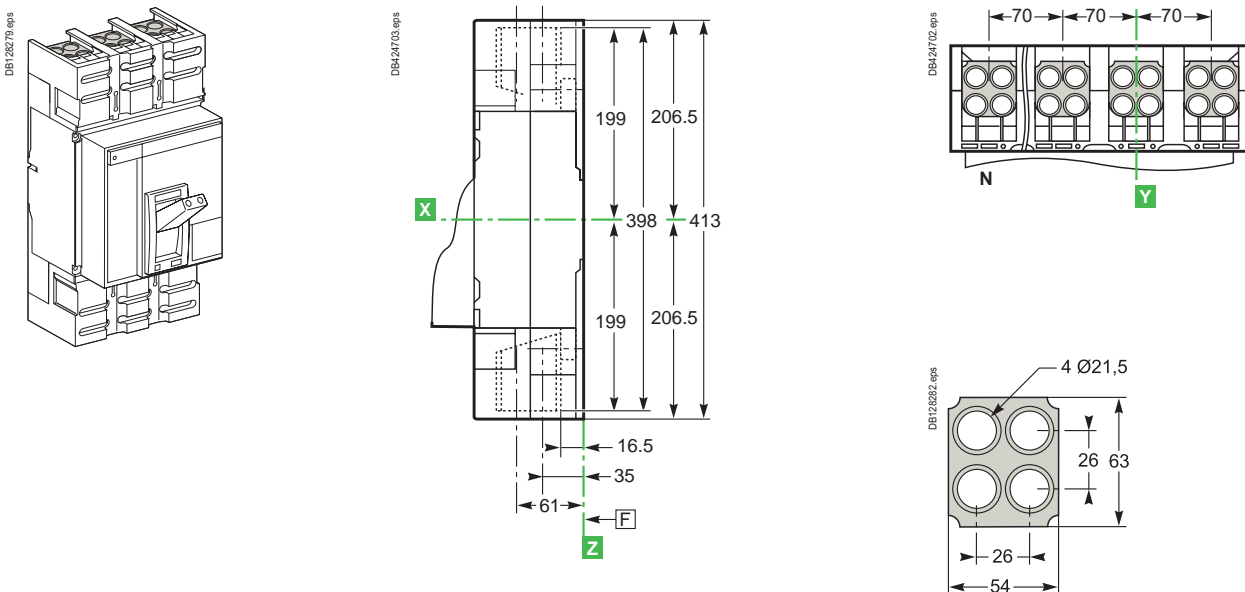 DB128279.eps
DB424703.eps
199
206.5
X
398
413
199
206.5
16.5
35
61
F
Z
DB424702.eps
70
70
70
N
Y
DB128282.eps
4 Ø21,5
26
63
26
54